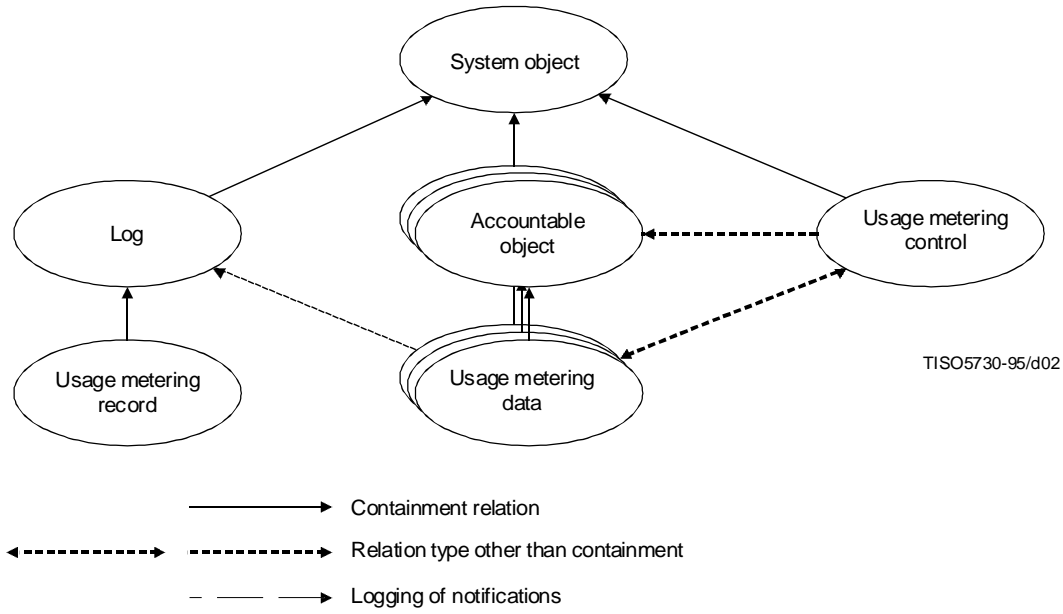 System object
Log
Accountable
object
Usage metering
control
Usage metering
record
Usage metering
data
TISO5730-95/d02
Containment relation
Relation type other than containment
Logging of notifications